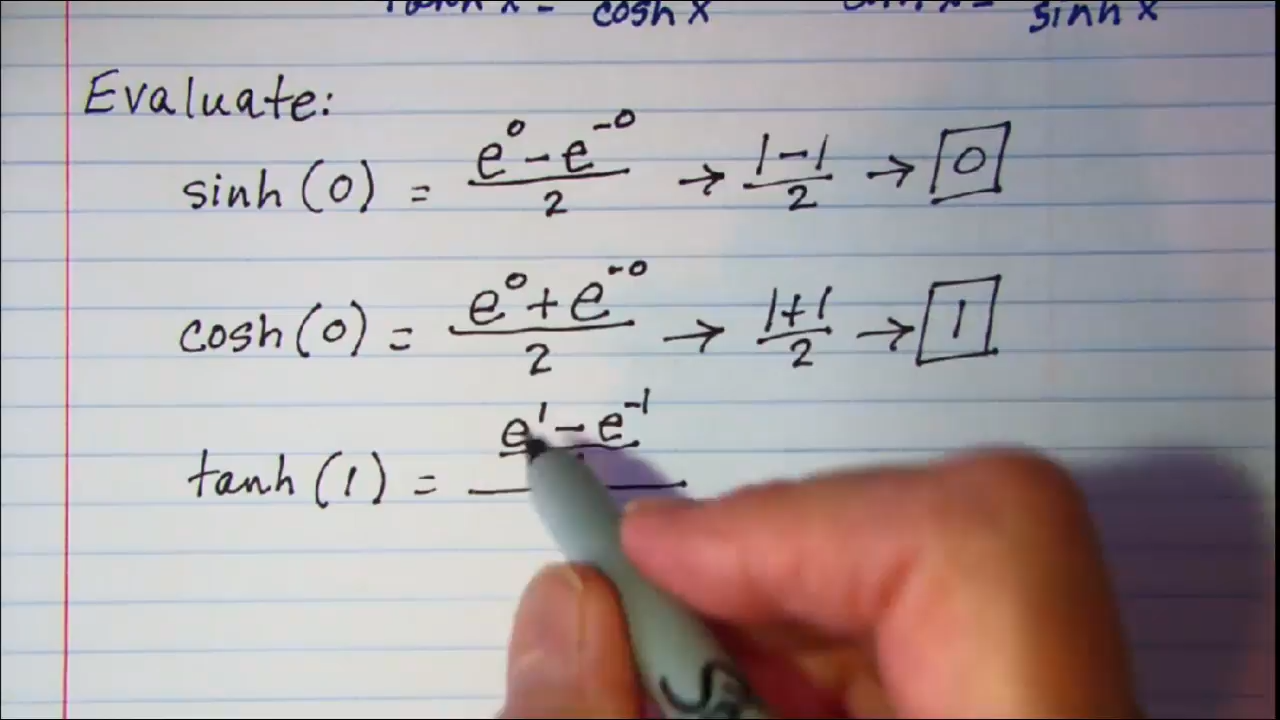 tanh x = cosh x sinh x
Evaluate:
sinh (0) = e⁰ - e⁻⁰ / 2 → 1 - 1 / 2 → 0
cosh (0) = e⁰ + e⁻⁰ / 2 → 1 + 1 / 2 → 1
tanh (1) = e¹ - e⁻¹